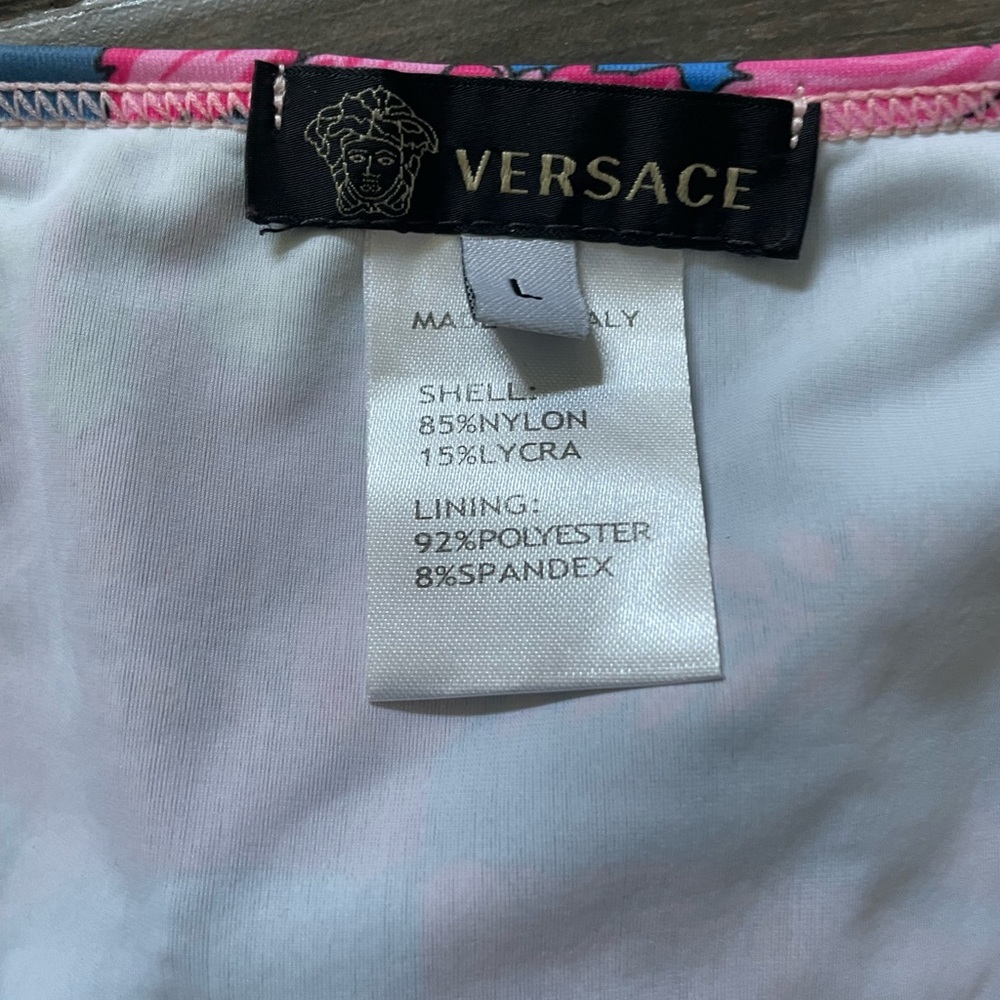 VERSACE
L
SHELL:
85%NYLON
15%LYCRA
LINING:
92%POLYESTER
8%SPANDEX